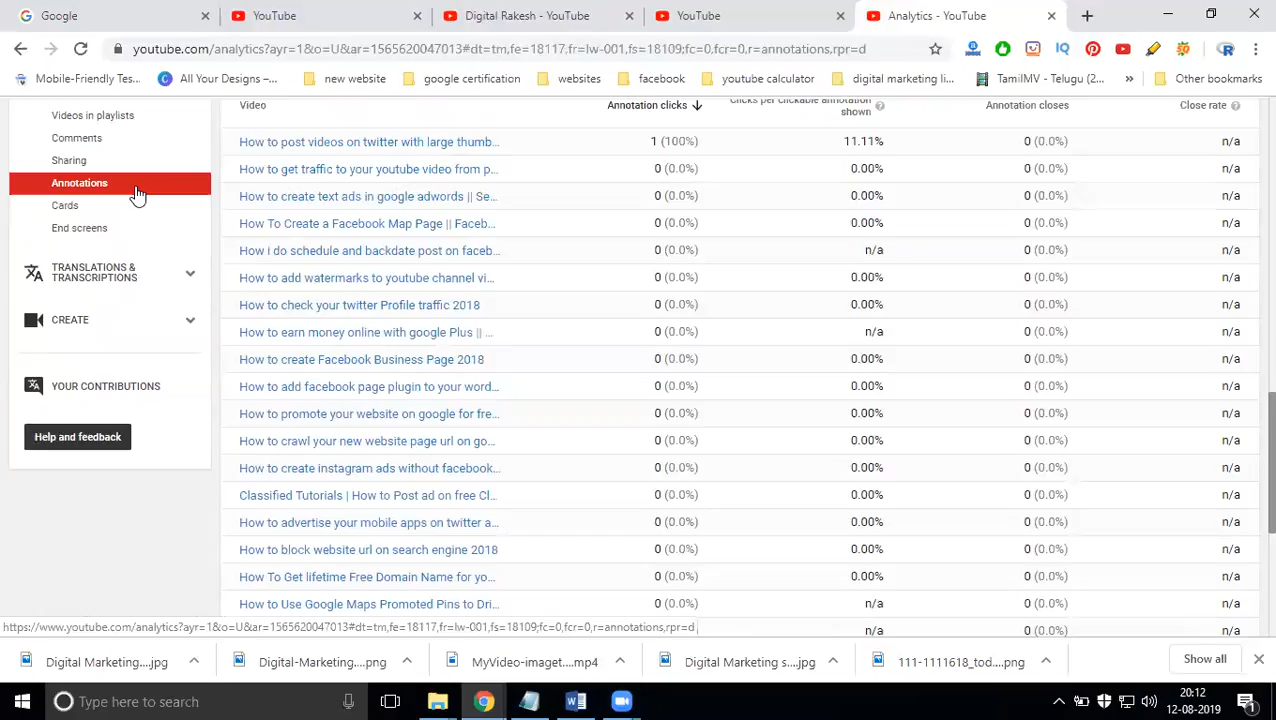 Google
YouTube
Digital Rakesh - YouTube
YouTube
Analytics - YouTube
youtube.com/analytics?ayr=1&o=U&ar=1565620047013#dt=tm,fe=18117,fr=lw-001,fs=18109;fc=0,fcr=0,r=annotations,rpr=d
Mobile-Friendly Tes...
All Your Designs –...
new website
google certification
websites
facebook
youtube calculator
digital marketing li...
TamilMV - Telugu (2...
Other bookmarks
Videos in playlists
Comments
Sharing
Annotations
Cards
End screens
TRANSLATIONS &
TRANSCRIPTIONS
CREATE
YOUR CONTRIBUTIONS
Help and feedback
Video
Annotation clicks
Clicks per clickable annotation
shown
Annotation closes
Close rate
How to post videos on twitter with large thumb... 1 (100%) 11.11% 0 (0.0%) n/a
How to get traffic to your youtube video from p... 0 (0.0%) 0.00% 0 (0.0%) n/a
How to create text ads in google adwords || Se... 0 (0.0%) 0.00% 0 (0.0%) n/a
How To Create a Facebook Map Page || Faceb... 0 (0.0%) 0.00% 0 (0.0%) n/a
How i do schedule and backdate post on faceb... 0 (0.0%) n/a 0 (0.0%) n/a
How to add watermarks to youtube channel vi... 0 (0.0%) 0.00% 0 (0.0%) n/a
How to check your twitter Profile traffic 2018 0 (0.0%) 0.00% 0 (0.0%) n/a
How to earn money online with google Plus || ... 0 (0.0%) n/a 0 (0.0%) n/a
How to create Facebook Business Page 2018 0 (0.0%) 0.00% 0 (0.0%) n/a
How to add facebook page plugin to your word... 0 (0.0%) 0.00% 0 (0.0%) n/a
How to promote your website on google for fre... 0 (0.0%) 0.00% 0 (0.0%) n/a
How to crawl your new website page url on go... 0 (0.0%) 0.00% 0 (0.0%) n/a
How to create instagram ads without facebook... 0 (0.0%) 0.00% 0 (0.0%) n/a
Classified Tutorials | How to Post ad on free Cl... 0 (0.0%) 0.00% 0 (0.0%) n/a
How to advertise your mobile apps on twitter a... 0 (0.0%) 0.00% 0 (0.0%) n/a
How to block website url on search engine 2018 0 (0.0%) 0.00% 0 (0.0%) n/a
How To Get lifetime Free Domain Name for yo... 0 (0.0%) 0.00% 0 (0.0%) n/a
How to Use Google Maps Promoted Pins to Dri... 0 (0.0%) n/a 0 (0.0%) n/a
https://www.youtube.com/analytics?ayr=1&o=U&ar=1565620047013#dt=tm,fe=18117,fr=lw-001,fs=18109;fc=0,fcr=0,r=annotations,rpr=d
n/a 0 (0.0%) n/a
Digital Marketing....jpg
Digital-Marketing....png
MyVideo-imaget....mp4
Digital Marketing s....jpg
111-1111618_tod....png
Show all
Type here to search
20:12
12-08-2019